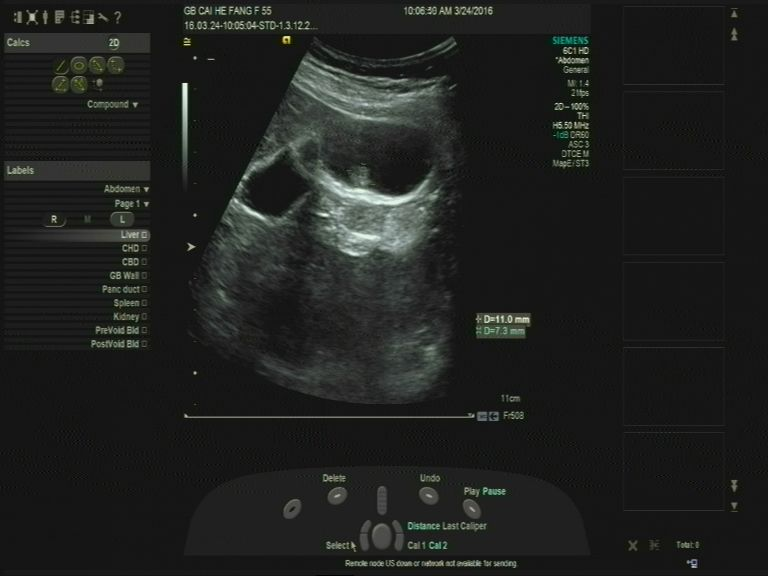 GB CAI HE FANG F 55
10:06:46 AM 3/24/2016
16.03.24-10:05:04-STD-1.3.12.2...
Calcs
2D
Compound
Labels
Abdomen
Page 1
R M L
Liver
CHD
CBD
GB Wall
Panc duct
Spleen
Kidney
PreVoid Bld
PostVoid Bld
SIEMENS
6C1 HD
*Abdomen
General
MI: 1.4
21fps
2D-100%
THI
H5.50 MHz
-1dB DR60
ASC 3
DTCE M
MapE/ST3
D=11.0 mm
D=7.3 mm
11cm
Fr508
Delete
Undo
Play Pause
Distance Last Caliper
Select
Cal 1 Cal 2
Remote node US down or network not available for sending.
Total: 0